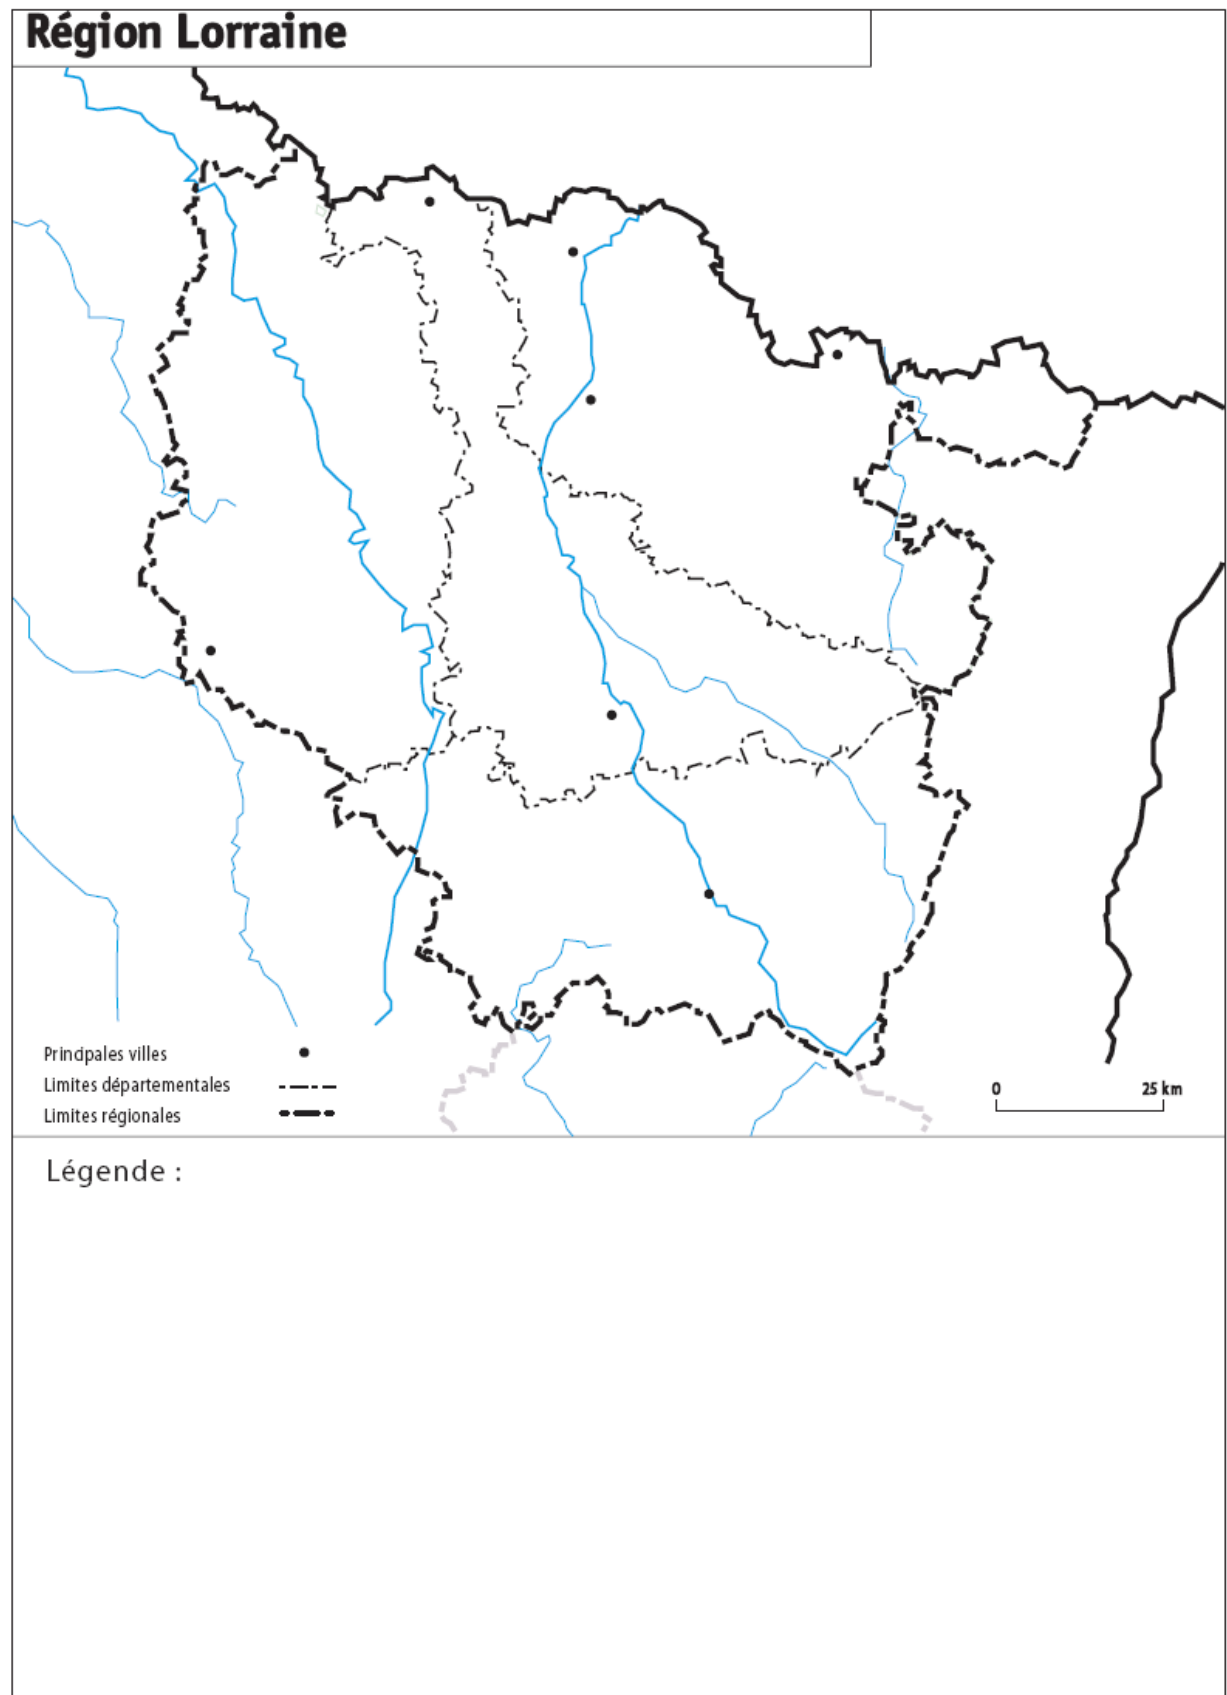 Région Lorraine
Principales villes
Limites départementales
Limites régionales
0 25 km
Légende :